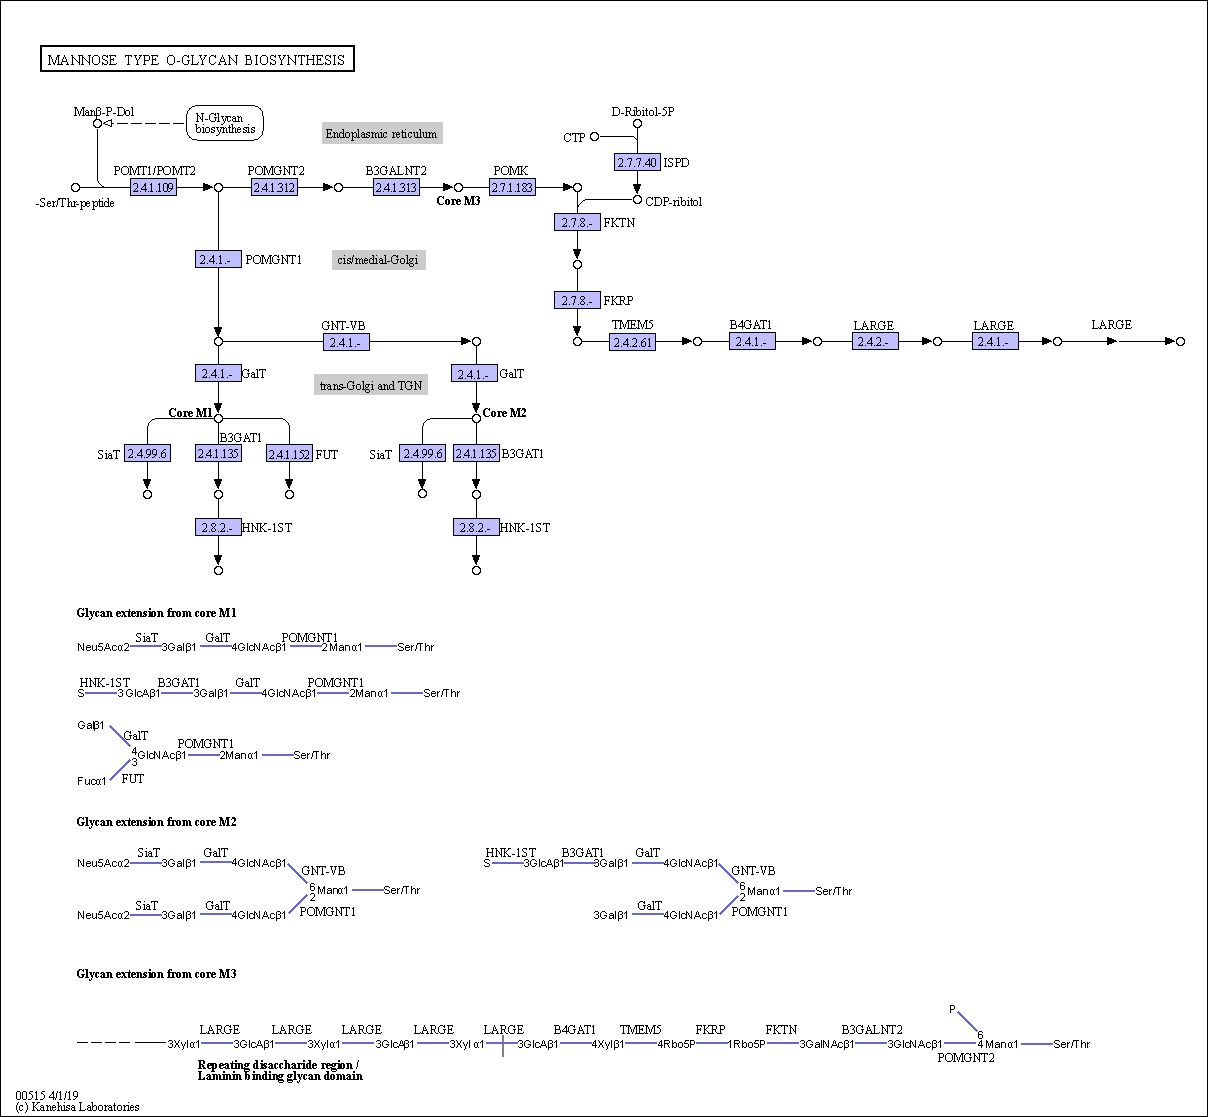 MANNOSE TYPE O-GLYCAN BIOSYNTHESIS
Manβ-P-Dol
N-Glycan
biosynthesis
Endoplasmic reticulum
D-Ribitol-5P
CTP
2.7.7.40 ISPD
POMT1/POMT2 POMGNT2 B3GALNT2 POMK
2.4.1.109 2.4.1.312 2.4.1.313 2.7.1.183
-Ser/Thr-peptide
Core M3
CDP-ribitol
2.7.8.- FKTN
2.4.1.- POMGNT1
cis/medial-Golgi
2.7.8.- FKRP
GNT-VB
2.4.1.-
TMEM5 B4GAT1 LARGE LARGE LARGE
2.4.2.61 2.4.1.- 2.4.2.- 2.4.1.-
2.4.1.- GalT
trans-Golgi and TGN
2.4.1.- GalT
Core M1
Core M2
B3GAT1
SiaT 2.4.99.6 2.4.1.135 2.4.1.152 FUT
SiaT 2.4.99.6 2.4.1.135 B3GAT1
2.8.2.- HNK-1ST
2.8.2.- HNK-1ST
Glycan extension from core M1
SiaT GalT POMGNT1
Neu5Acα2 3Galβ1 4GlcNAcβ1 2Manα1 Ser/Thr
HNK-1ST B3GAT1 GalT POMGNT1
S 3GlcAβ1 3Galβ1 4GlcNAcβ1 2Manα1 Ser/Thr
Galβ1
GalT
POMGNT1
4
3
GlcNAcβ1 2Manα1 Ser/Thr
Fucα1
FUT
Glycan extension from core M2
SiaT GalT
Neu5Acα2 3Galβ1 4GlcNAcβ1
GNT-VB
6
2
Manα1 Ser/Thr
SiaT GalT
POMGNT1
Neu5Acα2 3Galβ1 4GlcNAcβ1
HNK-1ST B3GAT1 GalT
S 3GlcAβ1 3Galβ1 4GlcNAcβ1
GNT-VB
6
2
Manα1 Ser/Thr
GalT
POMGNT1
3Galβ1 4GlcNAcβ1
Glycan extension from core M3
P
LARGE LARGE LARGE LARGE LARGE B4GAT1 TMEM5 FKRP FKTN B3GALNT2
6
3Xylα1 3GlcAβ1 3Xylα1 3GlcAβ1 3Xylα1 3GlcAβ1 4Xylβ1 4Rbo5P 1Rbo5P 3GalNAcβ1 3GlcNAcβ1 4 Manα1 Ser/Thr
POMGNT2
Repeating disaccharide region /
Laminin binding glycan domain
00515 4/1/19
(c) Kanehisa Laboratories